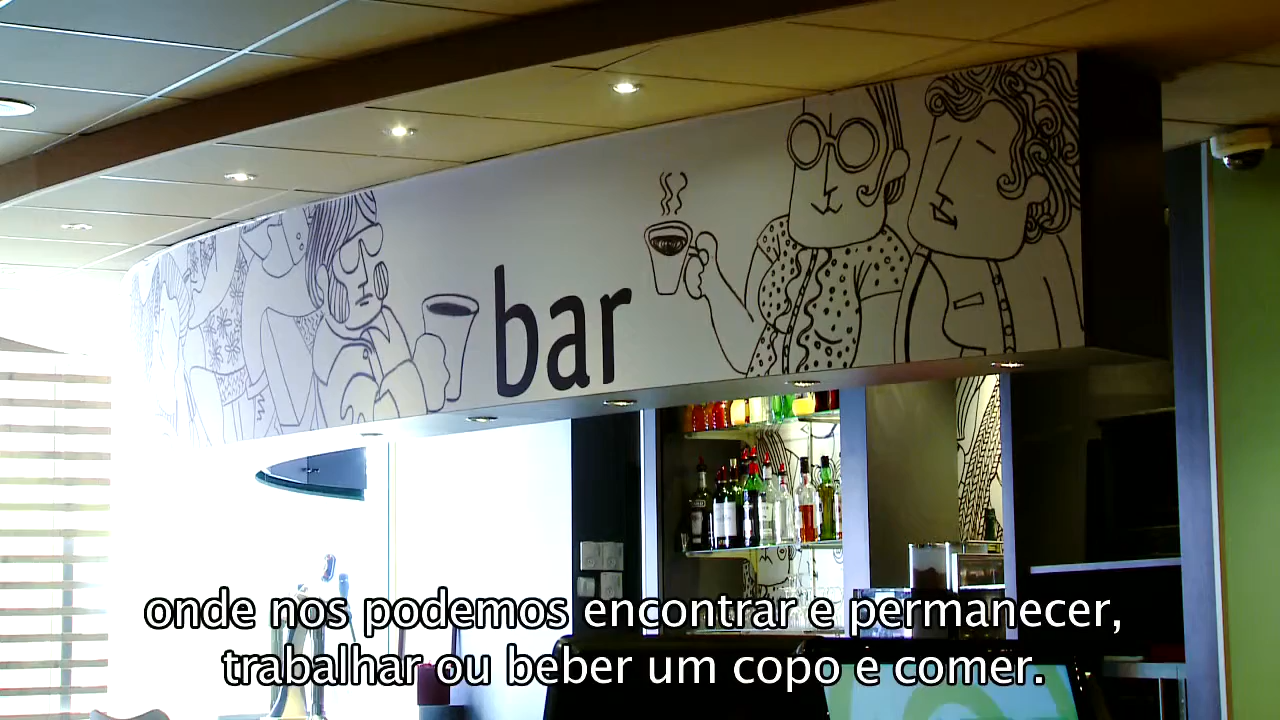 bar
onde nos podemos encontrar e permanecer,
trabalhar ou beber um copo e comer.